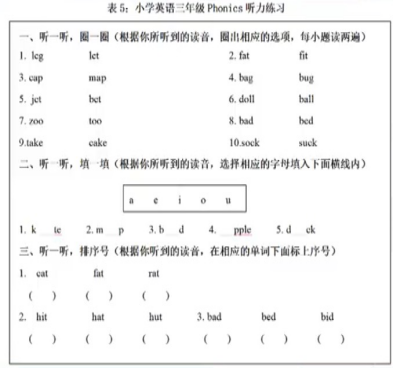 表5：小学英语三年级 Phonics 听力练习
一、听一听，圈一圈（根据你所听到的读音，圈出相应的选项，每小题读两遍）
1. leg let 2. fat fit
3. cap map 4. bag bug
5. jet bet 6. doll ball
7. zoo too 8. bad bed
9.take cake 10.sock suck
二、听一听，填一填（根据你所听到的读音，选择相应的字母填入下面横线内）
a e i o u
1. k te 2. m p 3. b d 4. pple 5. d ck
三、听一听，排序号（根据你听到的读音，在相应的单词下面标上序号）
1. cat fat rat
( ) ( ) ( )
2. hit hat hut 3. bad bed bid
( ) ( ) ( ) ( ) ( ) ( )